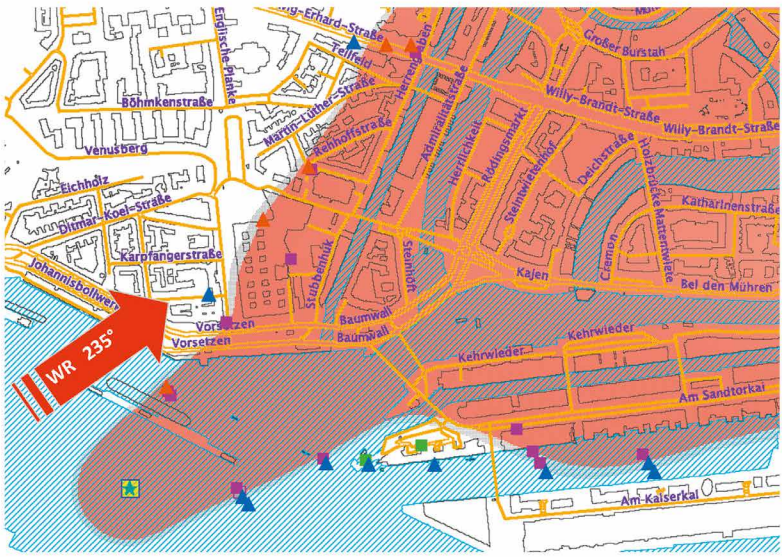 ng-Erhard-Straße
Teilfeld
Englische-Planke
Herrengraben
Großer Burstah
Böhmkenstraße
Martin-Luther-Straße
Admiralitätstraße
Willy-Brandt-Straße
Willy-Brandt-Straße
Venusberg
Rehhoffstraße
Herrlichkeit
Rödingsmarkt
Deichstraße
Steintwietenhof
Holzbrücke
Mattentwiete
Eichholz
Katharinenstraße
Ditmar-Koel-Straße
Karpfangerstraße
Stubbenhuk
Steinhöft
Cremon
Kajen
Bei den Mühren
Johannisbollwerk
Vorsetzen
Vorsetzen
Baumwall
Baumwall
Kehrwieder
Kehrwieder
WR 235°
Am Sandtorkai
Am Kaiserkai